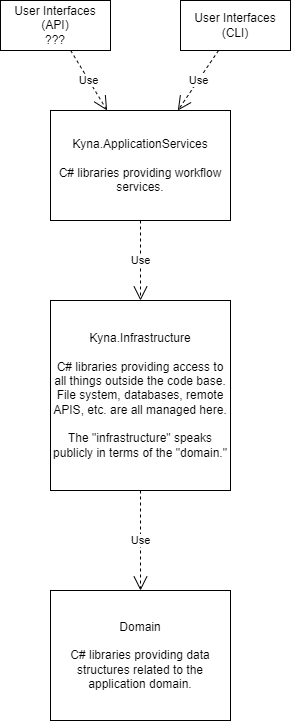 User Interfaces
(API)
???
User Interfaces
(CLI)
Use
Use
Kyna.ApplicationServices
C# libraries providing workflow
services.
Use
Kyna.Infrastructure
C# libraries providing access to
all things outside the code base.
File system, databases, remote
APIS, etc. are all managed here.
The "infrastructure" speaks
publicly in terms of the "domain."
Use
Domain
C# libraries providing data
structures related to the
application domain.